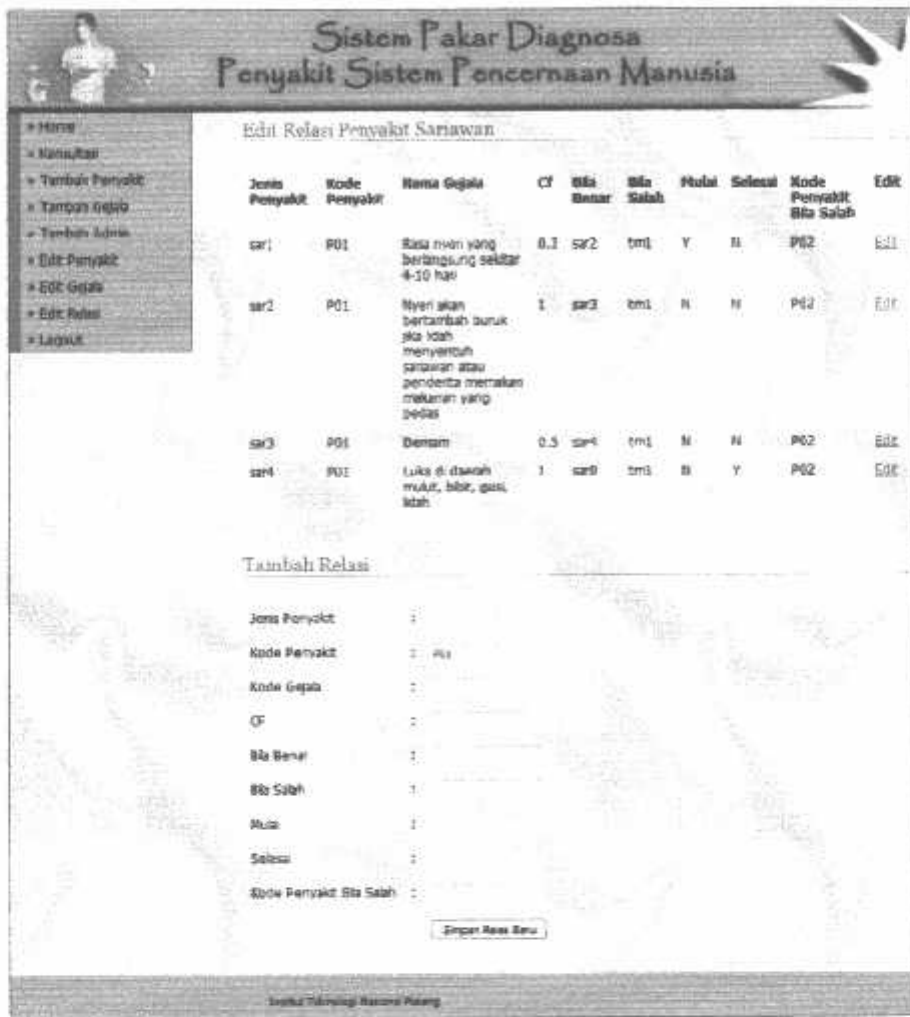 Sistem Pakar Diagnosa
Penyakit Sistem Pencernaan Manusia
» Home
» Konsultasi
» Tambah Penyakit
» Tambah Gejala
» Tambah Admin
» Edit Penyakit
» Edit Gejala
» Edit Relasi
» Logout
Edit Relasi Penyakit Sariawan
Jenis Penyakit Kode Penyakit Nama Gejala Cf Bila Benar Bila Salah Mulai Selesai Kode Penyakit Bila Salah Edit
sar1 P01 Rasa nyeri yang berlangsung sekitar 4-10 hari sar2 tm1 Y N P02 Edit
sar2 P01 Nyeri akan bertambah buruk jika lidah menyentuh sariawan atau penderita memakan makanan yang pedas 1 sar3 tm1 N N P02 Edit
sar3 P01 Demam 0.5 sar4 tm1 N N P02 Edit
sar4 P01 Luka di daerah mulut, bibir, gusi, lidah 1 tm1 N Y P02 Edit
Tambah Relasi
Jenis Penyakit :
Kode Penyakit : P01
Kode Gejala :
CF :
Bila Benar :
Bila Salah :
Mulai :
Selesai :
Kode Penyakit Bila Salah :
Simpan Relasi Baru
Institut Teknologi Nasional Malang